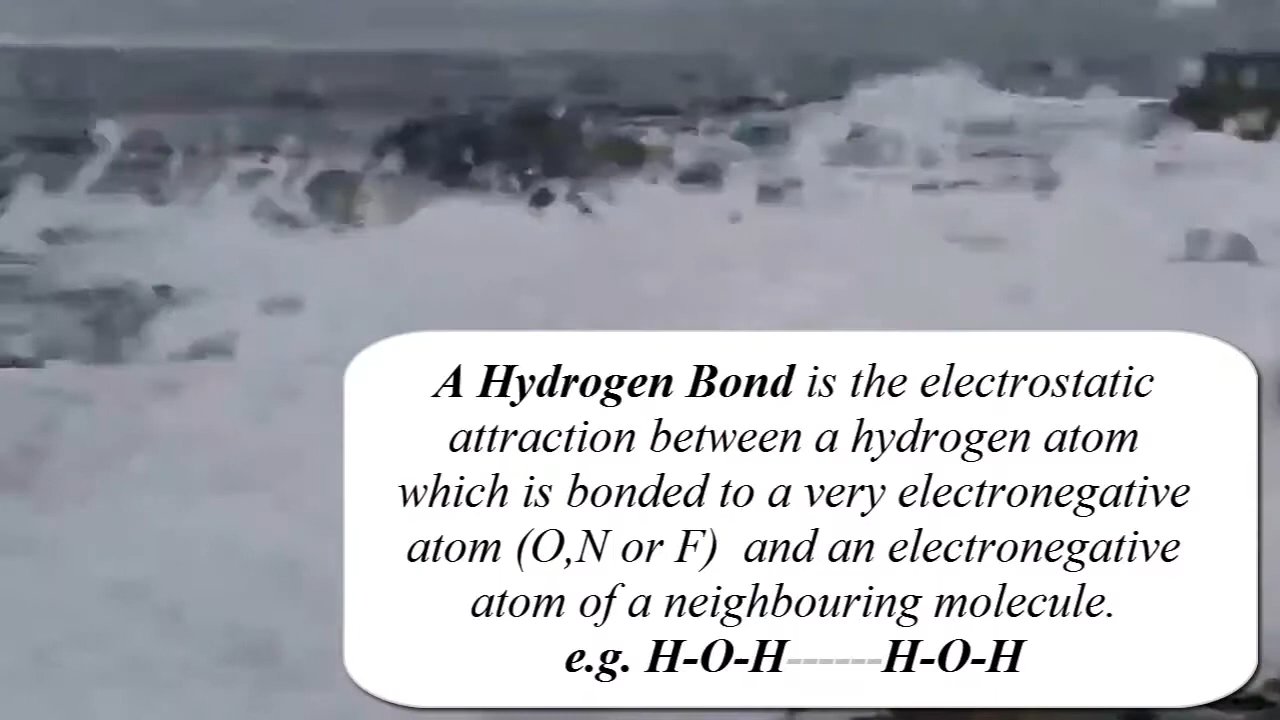 A Hydrogen Bond is the electrostatic
attraction between a hydrogen atom
which is bonded to a very electronegative
atom (O,N or F)  and an electronegative
atom of a neighbouring molecule.
e.g. H-O-H------H-O-H